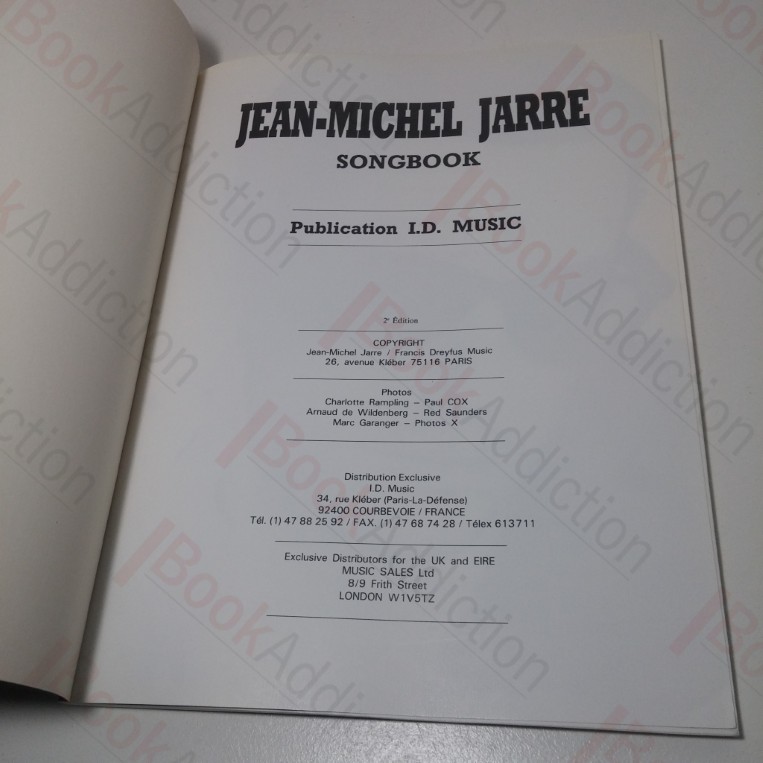 JEAN-MICHEL JARRE
SONGBOOK
Publication I.D. MUSIC
2e Édition
COPYRIGHT
Jean-Michel Jarre / Francis Dreyfus Music
26, avenue Kléber 75116 PARIS
Photos
Charlotte Rampling – Paul COX
Arnaud de Wildenberg – Red Saunders
Marc Garanger – Photos X
Distribution Exclusive
I.D. Music
34, rue Kléber (Paris-La-Défense)
92400 COURBEVOIE / FRANCE
Tél. (1) 47 88 25 92 / FAX. (1) 47 68 74 28 / Télex 613711
Exclusive Distributors for the UK and EIRE
MUSIC SALES Ltd
8/9 Frith Street
LONDON W1V5TZ
BookAddiction